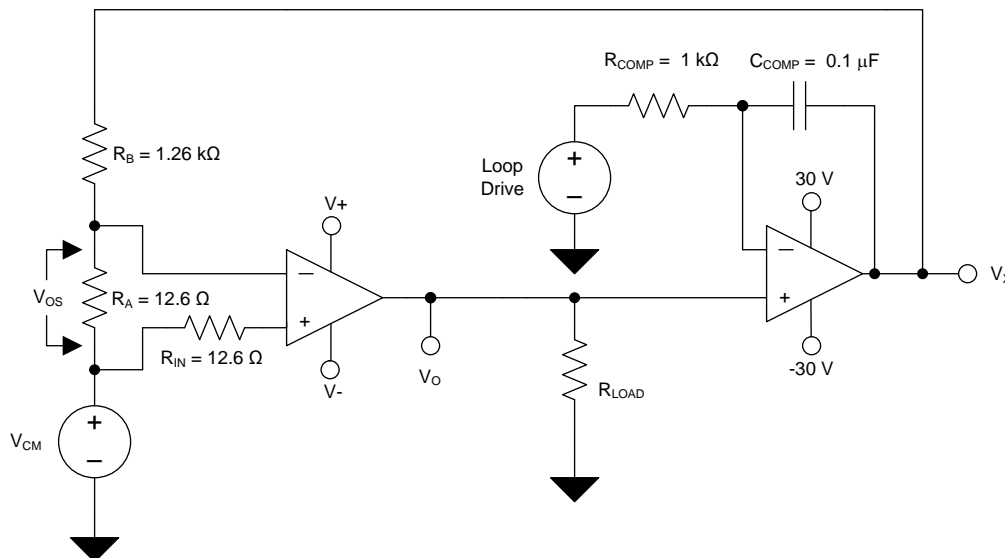 R_COMP = 1 kΩ
C_COMP = 0.1 µF
R_B = 1.26 kΩ
Loop
Drive
+
−
30 V
V+
−
−
V_OS
R_A = 12.6 Ω
+
+
R_IN = 12.6 Ω
V-
V_O
-30 V
R_LOAD
V_CM
+
−